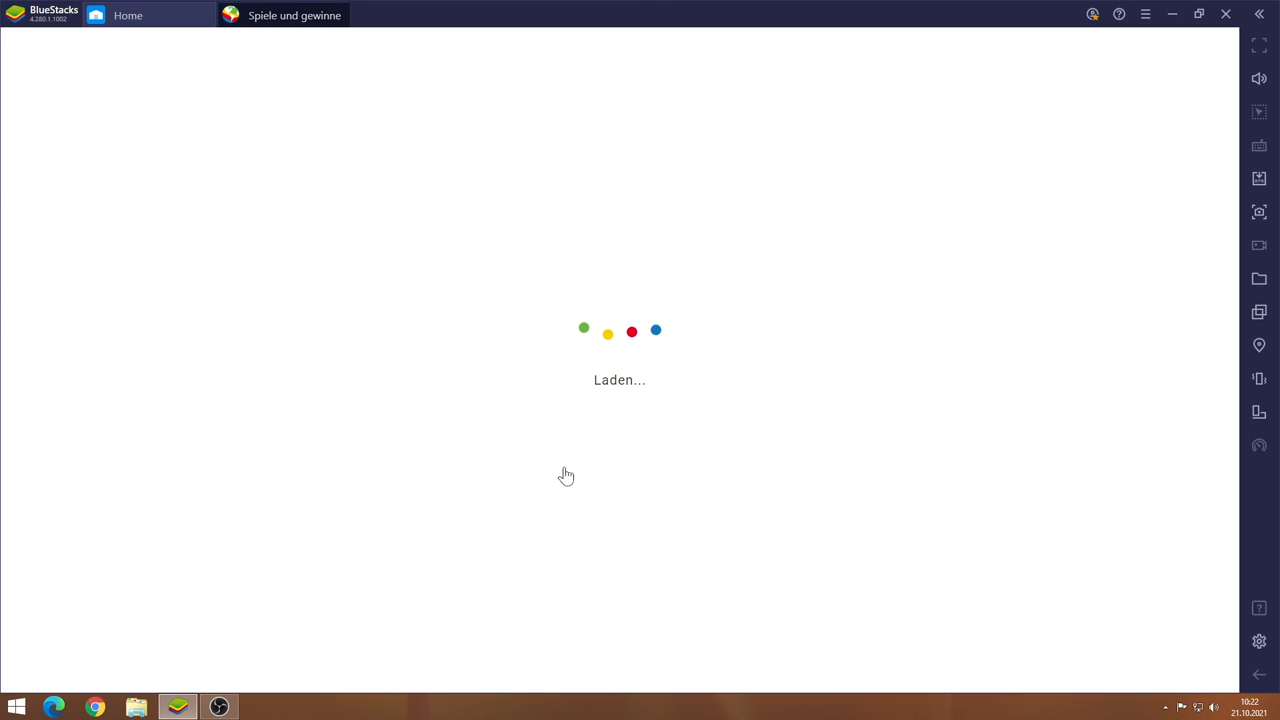 BlueStacks
4.280.1.1002
Home
Spiele und gewinne
Laden...
10:22
21.10.2021